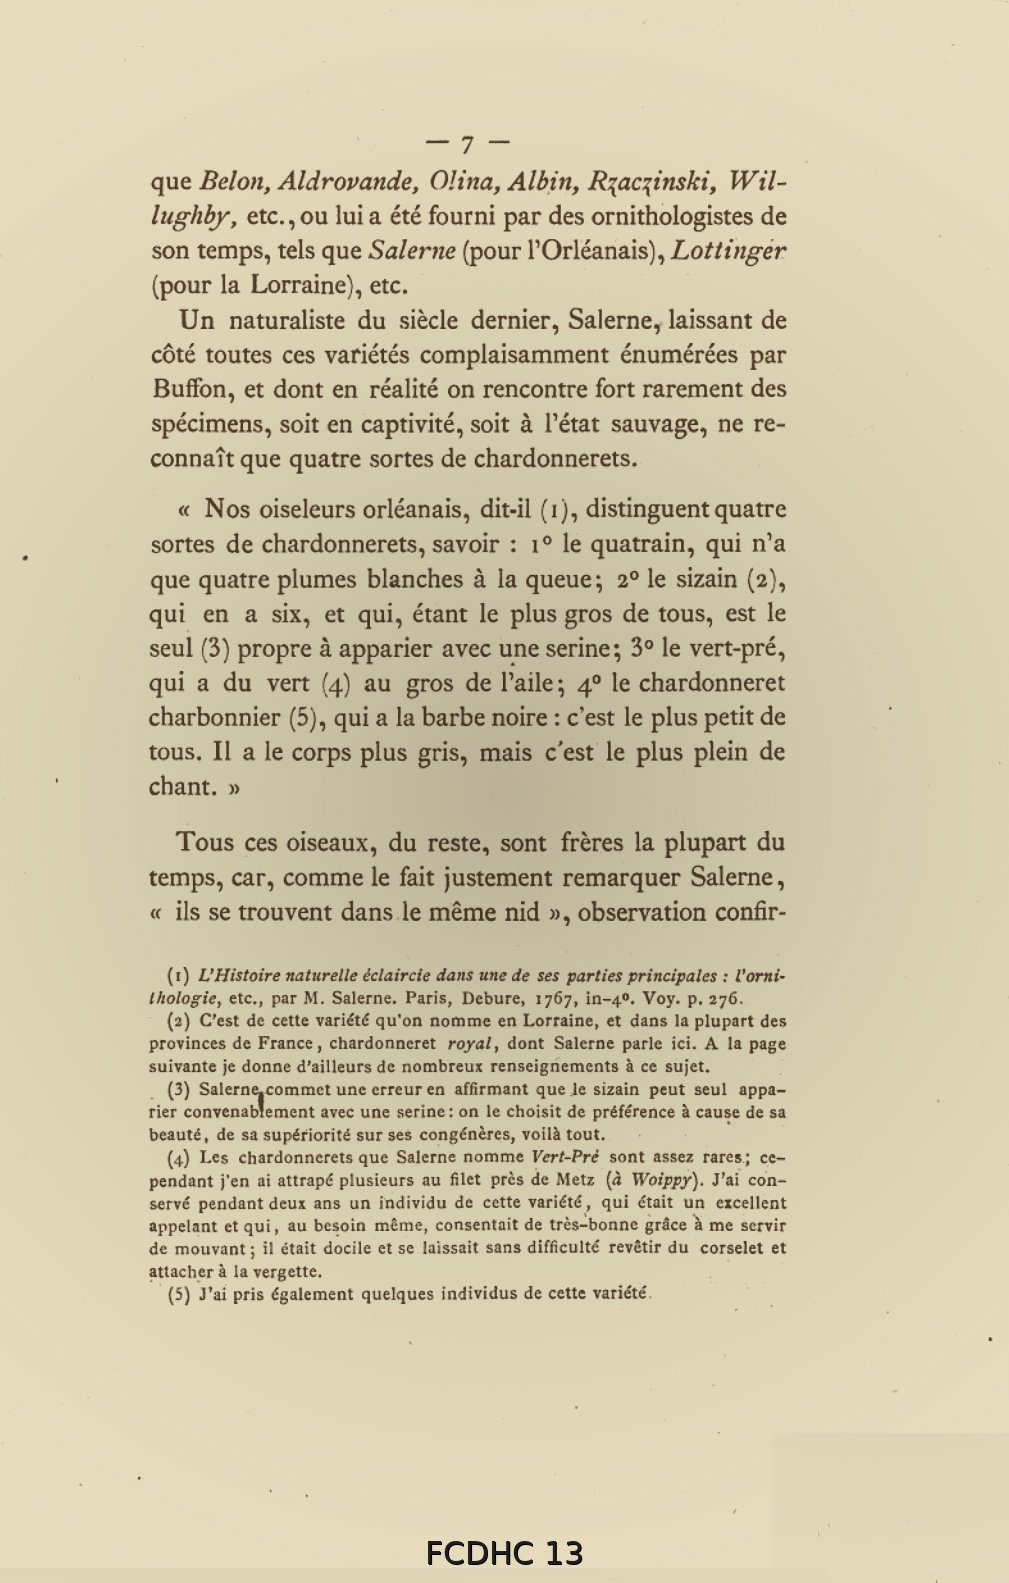 — 7 —
que Belon, Aldrovande, Olina, Albin, Rzaczinski, Wil-
lughby, etc., ou lui a été fourni par des ornithologistes de
son temps, tels que Salerne (pour l'Orléanais), Lottinger
(pour la Lorraine), etc.
Un naturaliste du siècle dernier, Salerne, laissant de
côté toutes ces variétés complaisamment énumérées par
Buffon, et dont en réalité on rencontre fort rarement des
spécimens, soit en captivité, soit à l'état sauvage, ne re-
connaît que quatre sortes de chardonnerets.
« Nos oiseleurs orléanais, dit-il (1), distinguent quatre
sortes de chardonnerets, savoir : 1° le quatrain, qui n'a
que quatre plumes blanches à la queue; 2° le sizain (2),
qui en a six, et qui, étant le plus gros de tous, est le
seul (3) propre à apparier avec une serine; 3° le vert-pré,
qui a du vert (4) au gros de l'aile; 4° le chardonneret
charbonnier (5), qui a la barbe noire : c'est le plus petit de
tous. Il a le corps plus gris, mais c'est le plus plein de
chant. »
Tous ces oiseaux, du reste, sont frères la plupart du
temps, car, comme le fait justement remarquer Salerne,
« ils se trouvent dans le même nid », observation confir-
(1) L'Histoire naturelle éclaircie dans une de ses parties principales : l'orni-
thologie, etc., par M. Salerne. Paris, Debure, 1767, in-4°. Voy. p. 276.
(2) C'est de cette variété qu'on nomme en Lorraine, et dans la plupart des
provinces de France, chardonneret royal, dont Salerne parle ici. A la page
suivante je donne d'ailleurs de nombreux renseignements à ce sujet.
(3) Salerne commet une erreur en affirmant que le sizain peut seul appa-
rier convenablement avec une serine : on le choisit de préférence à cause de sa
beauté, de sa supériorité sur ses congénères, voilà tout.
(4) Les chardonnerets que Salerne nomme Vert-Pré sont assez rares; ce-
pendant j'en ai attrapé plusieurs au filet près de Metz (à Woippy). J'ai con-
servé pendant deux ans un individu de cette variété, qui était un excellent
appelant et qui, au besoin même, consentait de très-bonne grâce à me servir
de mouvant; il était docile et se laissait sans difficulté revêtir du corselet et
attacher à la vergette.
(5) J'ai pris également quelques individus de cette variété.
FCDHC 13